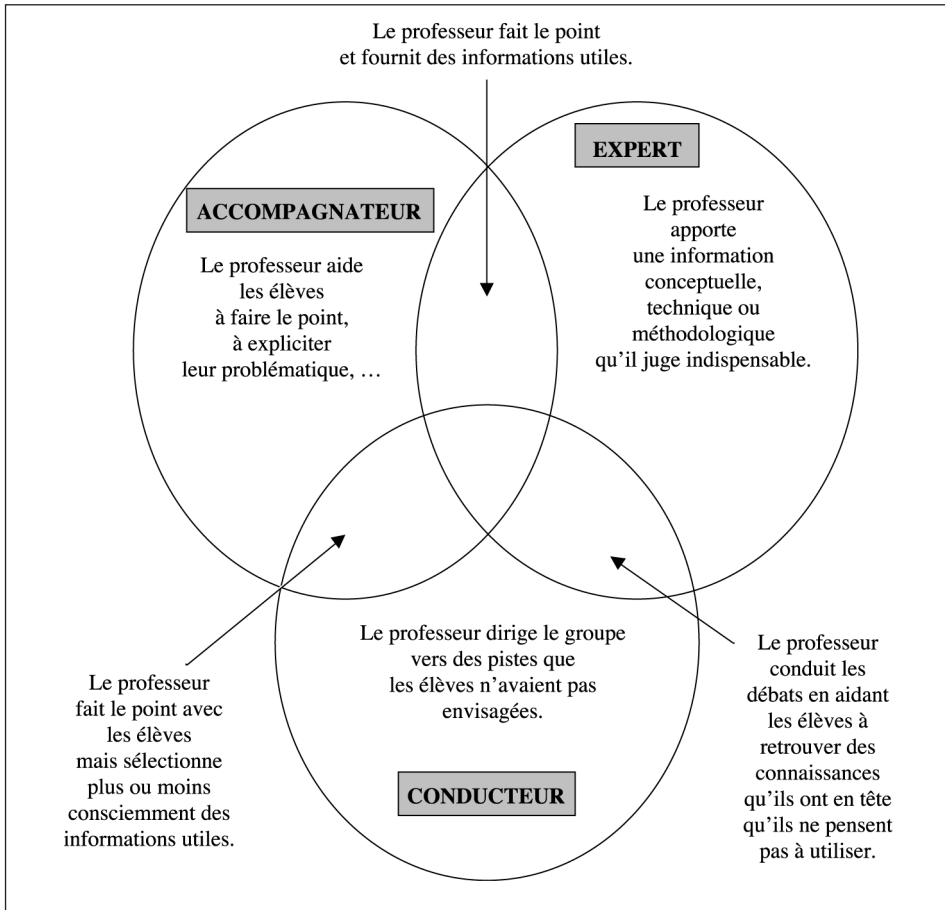 Le professeur fait le point
et fournit des informations utiles.
EXPERT
ACCOMPAGNATEUR
Le professeur
apporte
une information
conceptuelle,
technique ou
méthodologique
qu’il juge indispensable.
Le professeur aide
les élèves
à faire le point,
à expliciter
leur problématique, …
Le professeur dirige le groupe
vers des pistes que
les élèves n’avaient pas
envisagées.
CONDUCTEUR
Le professeur
fait le point avec
les élèves
mais sélectionne
plus ou moins
consciemment des
informations utiles.
Le professeur
conduit les
débats en aidant
les élèves à
retrouver des
connaissances
qu’ils ont en tête
qu’ils ne pensent
pas à utiliser.